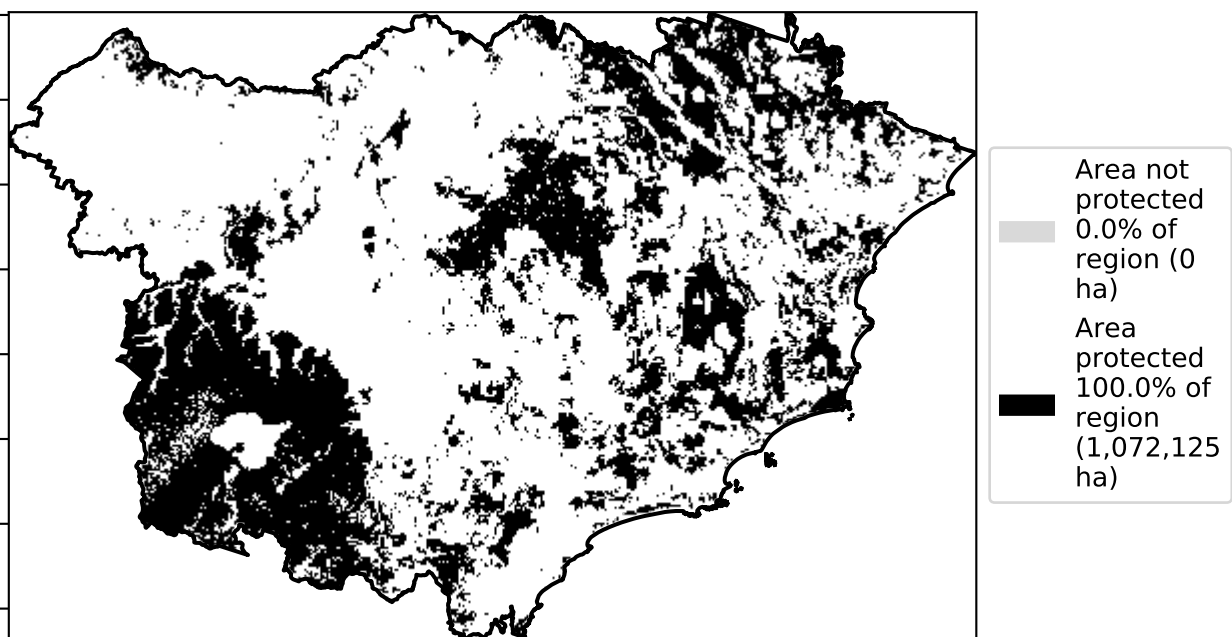 Area not
protected
0.0% of
region (0
ha)
Area
protected
100.0% of
region
(1,072,125
ha)